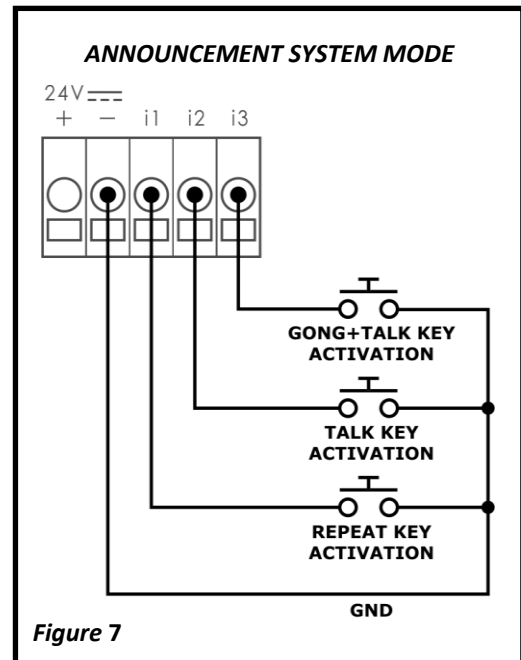 ANNOUNCEMENT SYSTEM MODE
24V
+ − i1 i2 i3
GONG+TALK KEY
ACTIVATION
TALK KEY
ACTIVATION
REPEAT KEY
ACTIVATION
GND
Figure 7